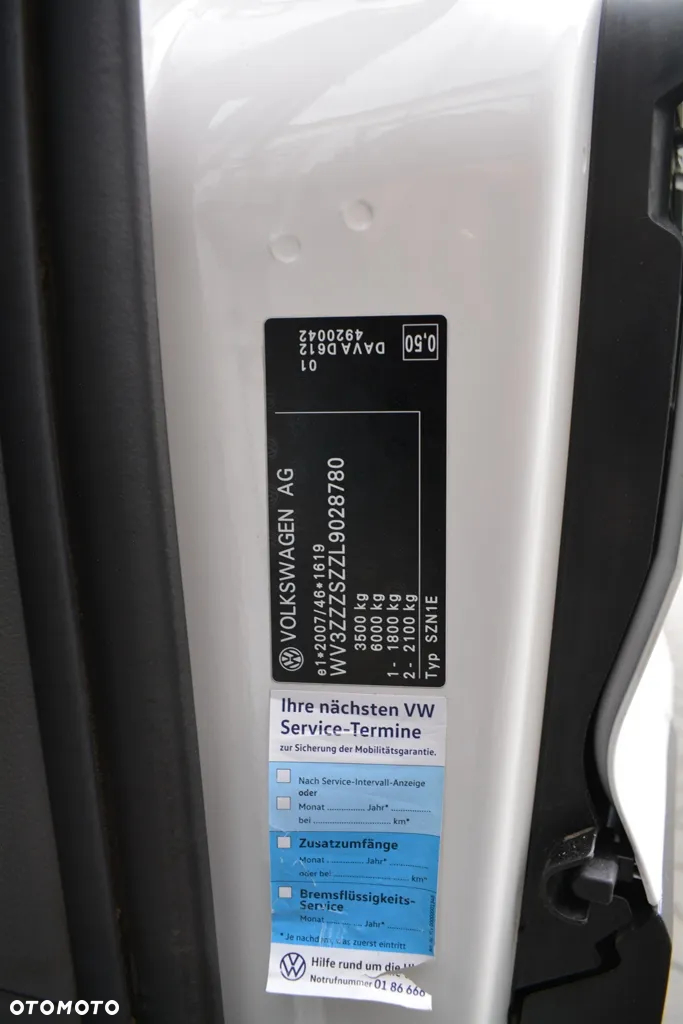 01
DAVA D612
4920042
0,50
VOLKSWAGEN AG
e1*2007/46*1619
WV3ZZZSZZL9028780
3500 kg
6000 kg
1- 1800 kg
2- 2100 kg
Typ SZN1E
Ihre nächsten VW
Service-Termine
zur Sicherung der Mobilitätsgarantie.
Nach Service-Intervall-Anzeige
oder
Monat ............ Jahr* ............
bei ........................ km*
Zusatzumfänge
Monat ............ Jahr* ............
oder bei ........................ km*
Bremsflüssigkeits-
Service
Monat ............ Jahr* ............
* Je nachdem, was zuerst eintritt
Hilfe rund um die
Notrufnummer 01 86 666
OTOMOTO